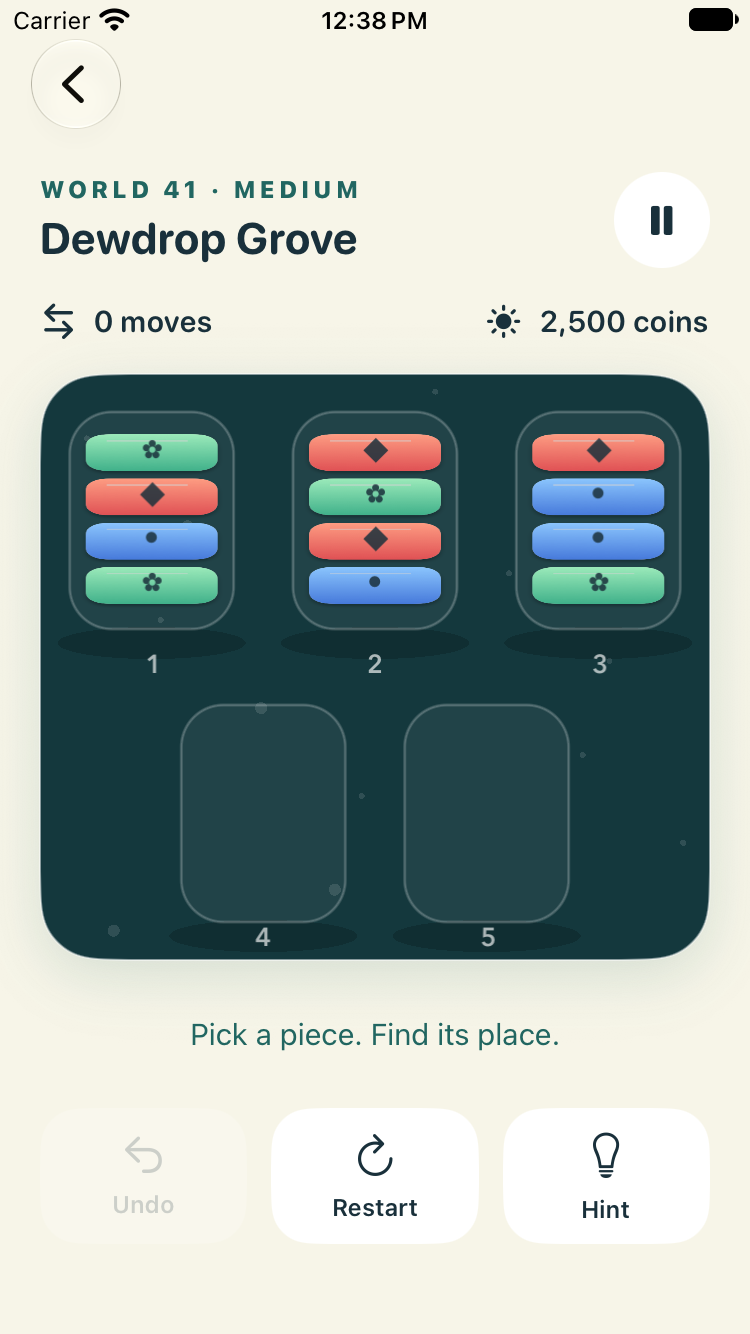 Carrier 12:38 PM
WORLD 41 · MEDIUM
Dewdrop Grove
0 moves 2,500 coins
1 2 3
4 5
Pick a piece. Find its place.
Undo Restart Hint